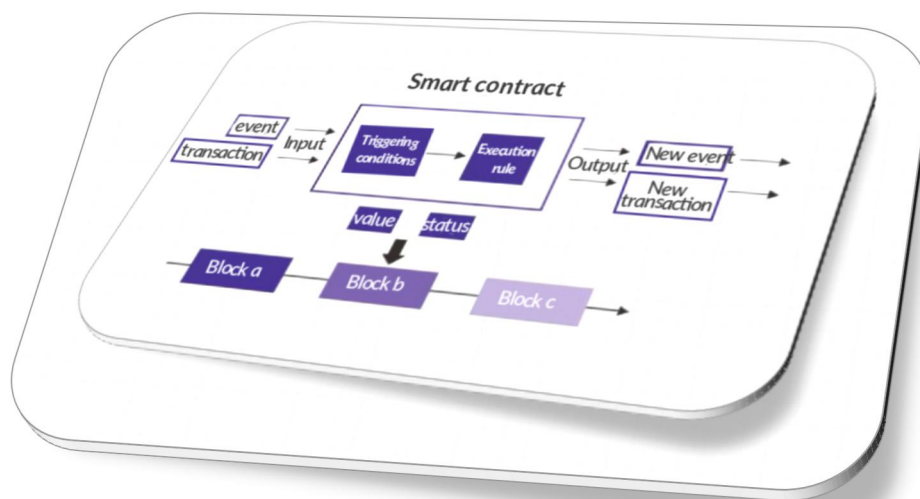 Smart contract
event
transaction
Input
Triggering
conditions
Execution
rule
Output
New event
New
transaction
value
status
Block a
Block b
Block c